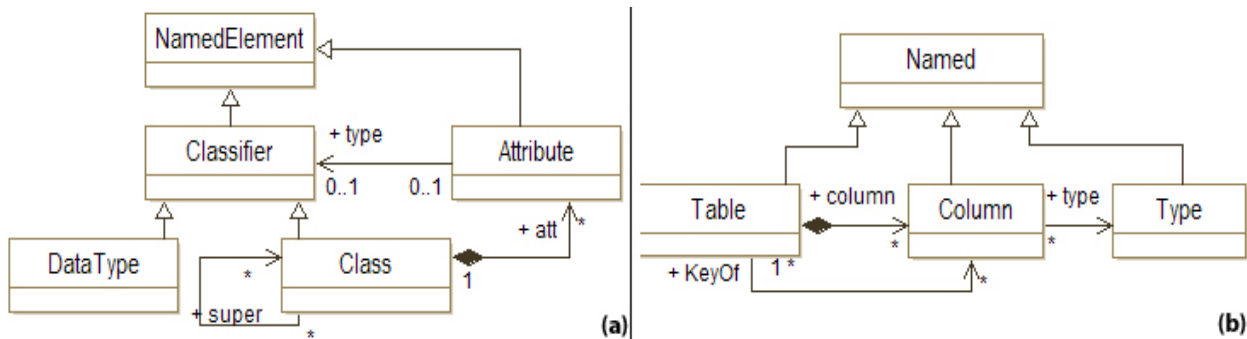 NamedElement
Classifier
+ type
0..1
0..1
Attribute
DataType
Class
+ att
*
1
*
+ super
*
(a)
Named
Table
+ column
*
Column
+ type
*
Type
+ KeyOf
1 *
*
(b)